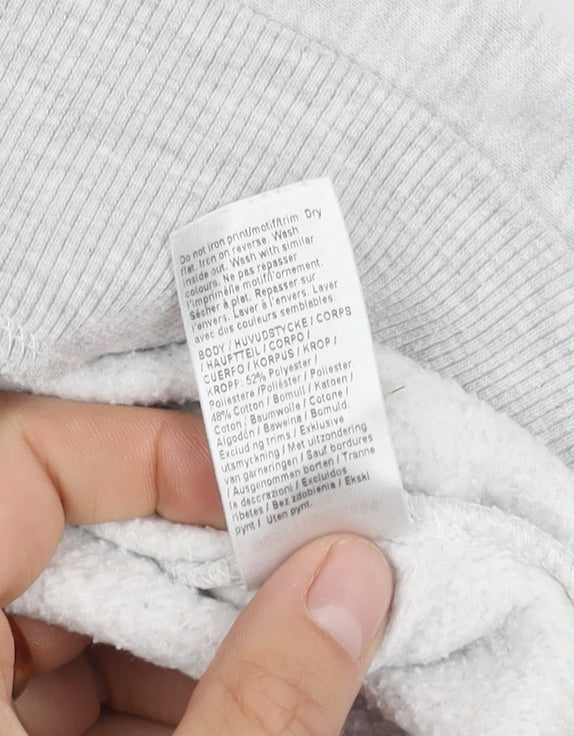 Do not iron print/motif/trim. Dry
flat. Iron on reverse. Wash
inside out. Wash with similar
colours. Ne pas repasser
l'imprimé/le motif/l'ornement.
Sécher à plat. Repasser sur
l'envers. Laver à l'envers. Laver
avec des couleurs semblables.
BODY / HUVUDSTYCKE / CORPS
/ HAUPTTEIL / CORPO /
CUERFO / KORPUS / KROP /
KROPP: 52% Polyester /
Poliestere /Poliéster / Poliester.
48% Cotton / Bomull / Katoen /
Coton / Baumwolle / Cotone /
Algodón / Baweina / Bomuld
Excluding trims / Exklusive
utsmyckning / Met uitzondering
van garneringen / Sauf bordures
/ Ausgenommen borten / Tranne
le decorazioni / Excluidos
ribetes / Bez zdobienia / Ekskl
pynt / Uten pynt.